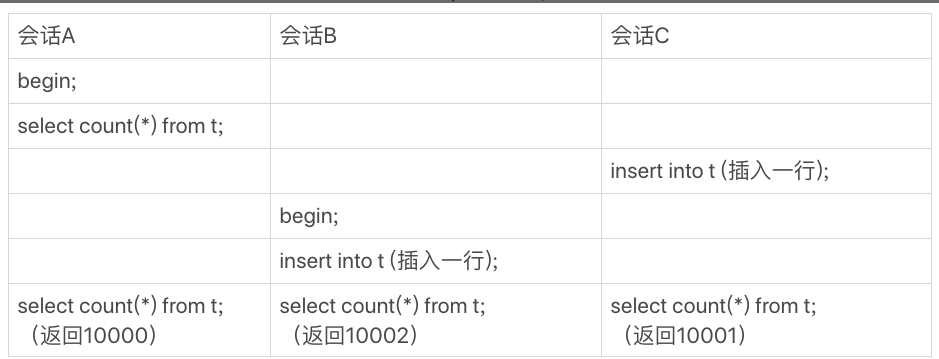 会话A 会话B 会话C
begin;
select count(*) from t;
insert into t (插入一行);
begin;
insert into t (插入一行);
select count(*) from t; select count(*) from t; select count(*) from t;
（返回10000） （返回10002） （返回10001）